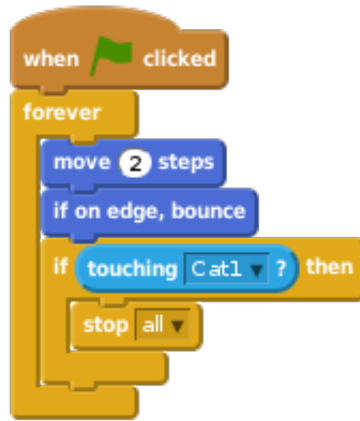 when clicked
forever
move 2 steps
if on edge, bounce
if touching Cat1 ? then
stop all